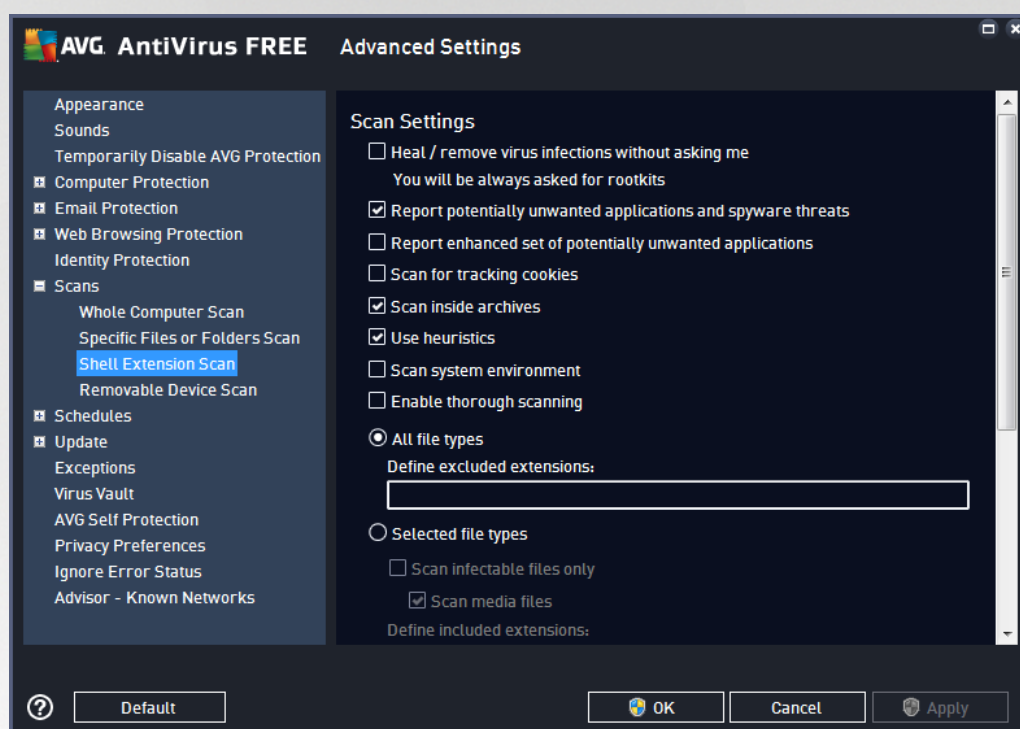 AVG. AntiVirus FREE Advanced Settings
Appearance
Sounds
Temporarily Disable AVG Protection
Computer Protection
Email Protection
Web Browsing Protection
Identity Protection
Scans
Whole Computer Scan
Specific Files or Folders Scan
Shell Extension Scan
Removable Device Scan
Schedules
Update
Exceptions
Virus Vault
AVG Self Protection
Privacy Preferences
Ignore Error Status
Advisor - Known Networks
Scan Settings
Heal / remove virus infections without asking me
You will be always asked for rootkits
Report potentially unwanted applications and spyware threats
Report enhanced set of potentially unwanted applications
Scan for tracking cookies
Scan inside archives
Use heuristics
Scan system environment
Enable thorough scanning
All file types
Define excluded extensions:
Selected file types
Scan infectable files only
Scan media files
Define included extensions:
? Default OK Cancel Apply